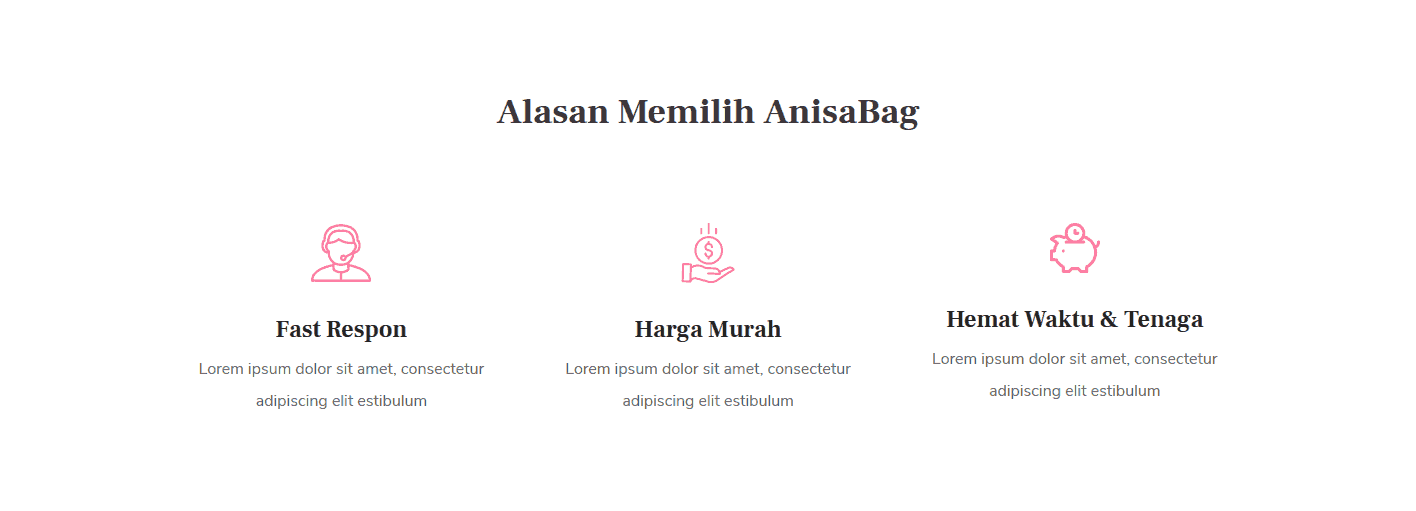 Alasan Memilih AnisaBag
Fast Respon
Lorem ipsum dolor sit amet, consectetur
adipiscing elit estibulum
$
Harga Murah
Lorem ipsum dolor sit amet, consectetur
adipiscing elit estibulum
Hemat Waktu & Tenaga
Lorem ipsum dolor sit amet, consectetur
adipiscing elit estibulum